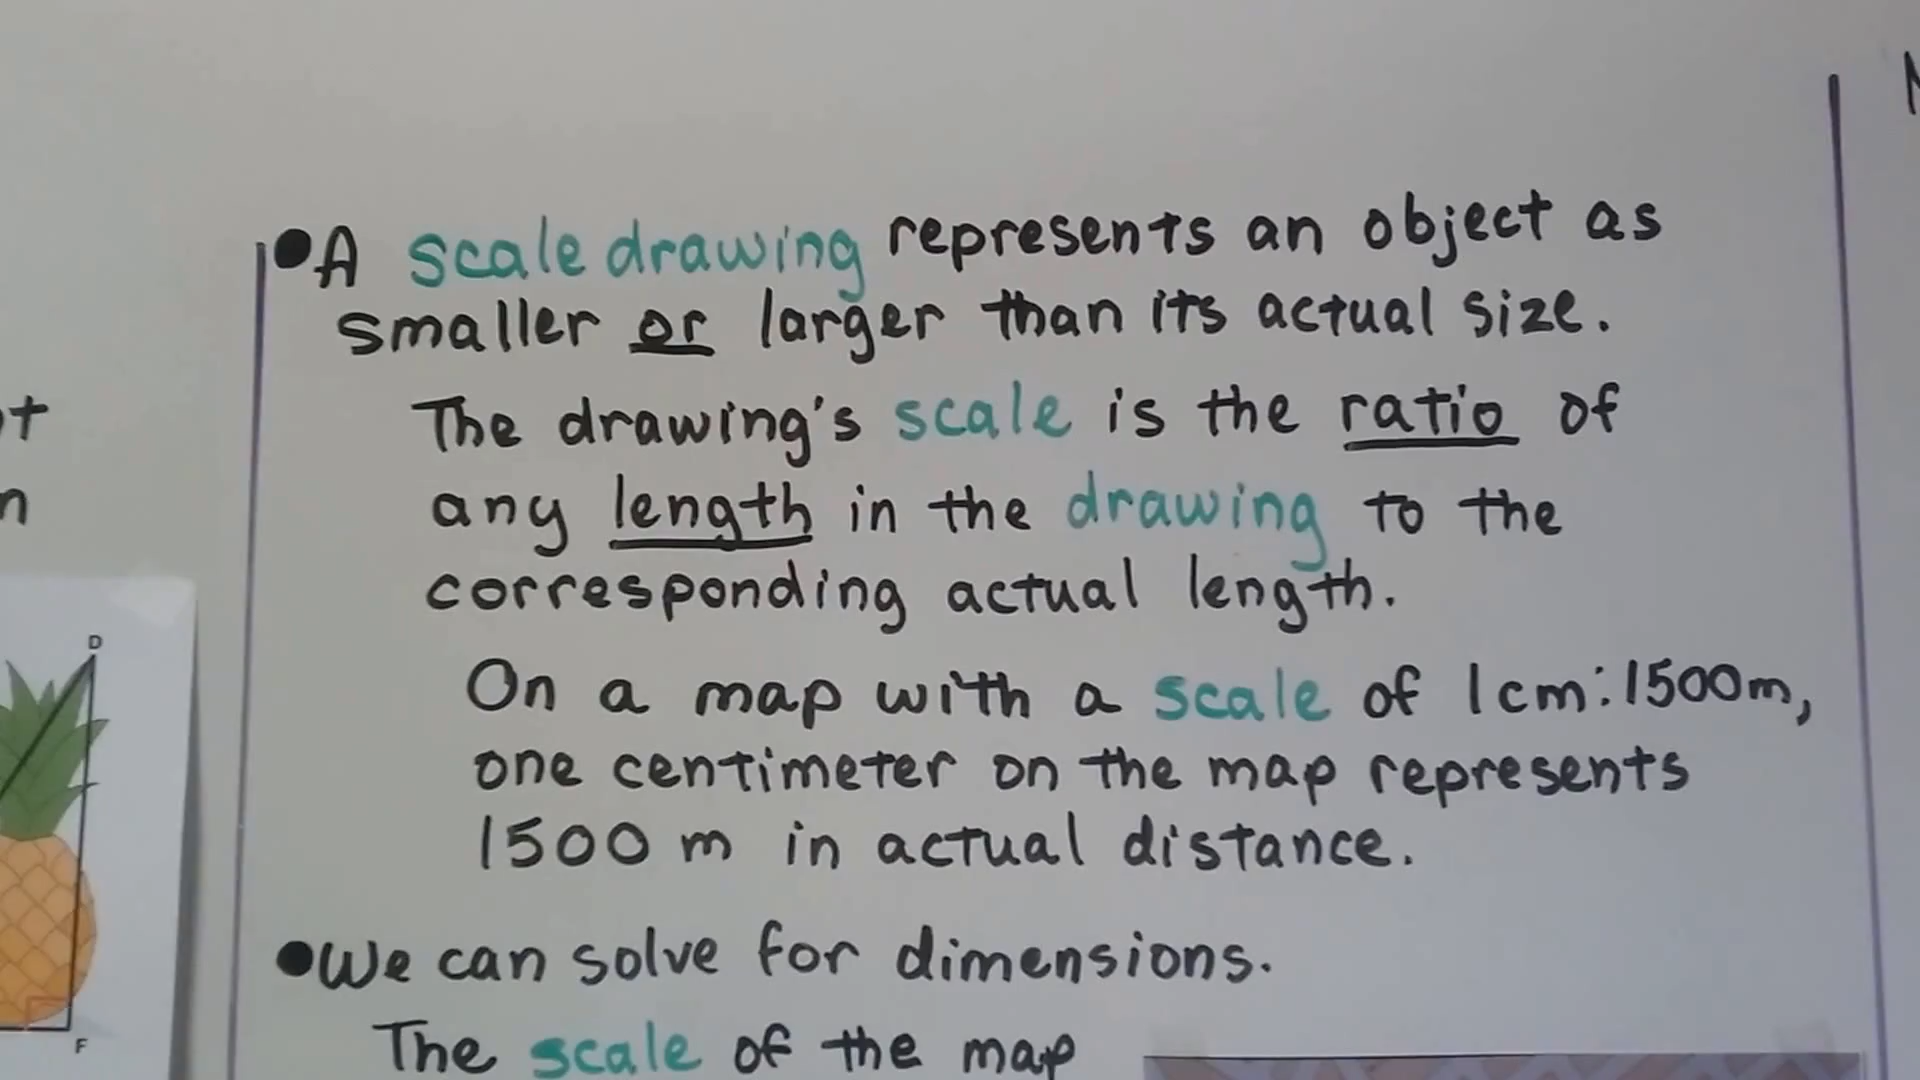 •A scale drawing represents an object as
smaller or larger than its actual size.
The drawing's scale is the ratio of
any length in the drawing to the
corresponding actual length.
On a map with a scale of 1cm:1500m,
one centimeter on the map represents
1500 m in actual distance.
•We can solve for dimensions.
The scale of the map
D
F